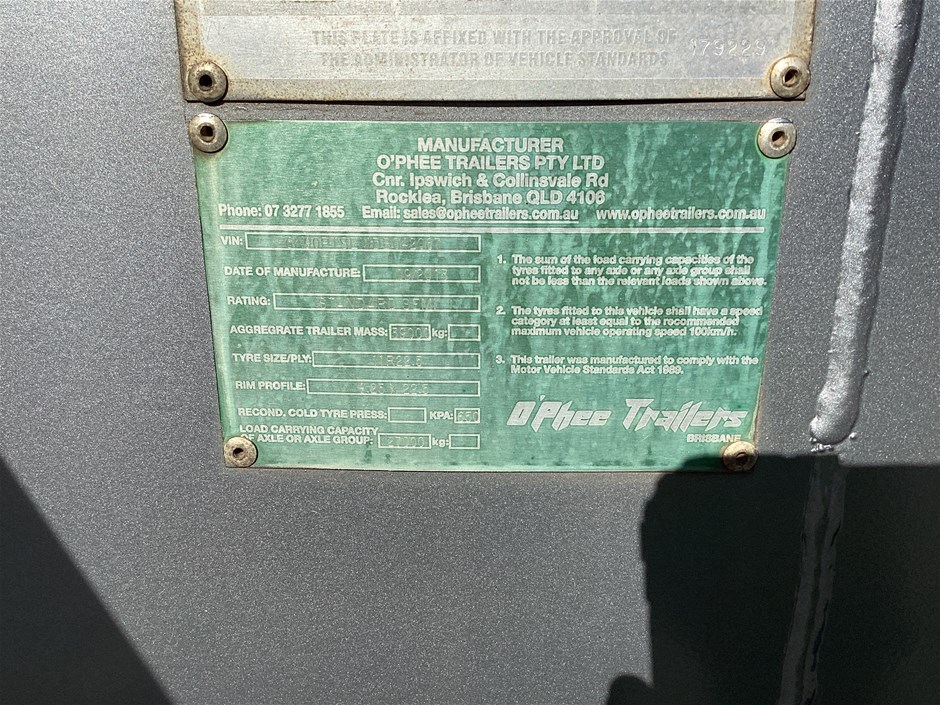 THIS PLATE IS AFFIXED WITH THE APPROVAL OF
THE ADMINISTRATOR OF VEHICLE STANDARDS
MANUFACTURER
O'PHEE TRAILERS PTY LTD
Cnr. Ipswich & Collinsvale Rd
Rocklea, Brisbane QLD 4106
Phone: 07 3277 1855 Email: sales@opheetrailers.com.au www.opheetrailers.com.au
VIN:
DATE OF MANUFACTURE:
RATING:
AGGREGRATE TRAILER MASS: kg:
TYRE SIZE/PLY:
RIM PROFILE:
RECOND. COLD TYRE PRESS: KPA:
LOAD CARRYING CAPACITY
OF AXLE OR AXLE GROUP: kg:
1. The sum of the load carrying capacities of the
tyres fitted to any axle or any axle group shall
not be less than the relevant loads shown above.
2. The tyres fitted to this vehicle shall have a speed
category at least equal to the recommended
maximum vehicle operating speed 100km/h.
3. This trailer was manufactured to comply with the
Motor Vehicle Standards Act 1989.
O'Phee Trailers
BRISBANE